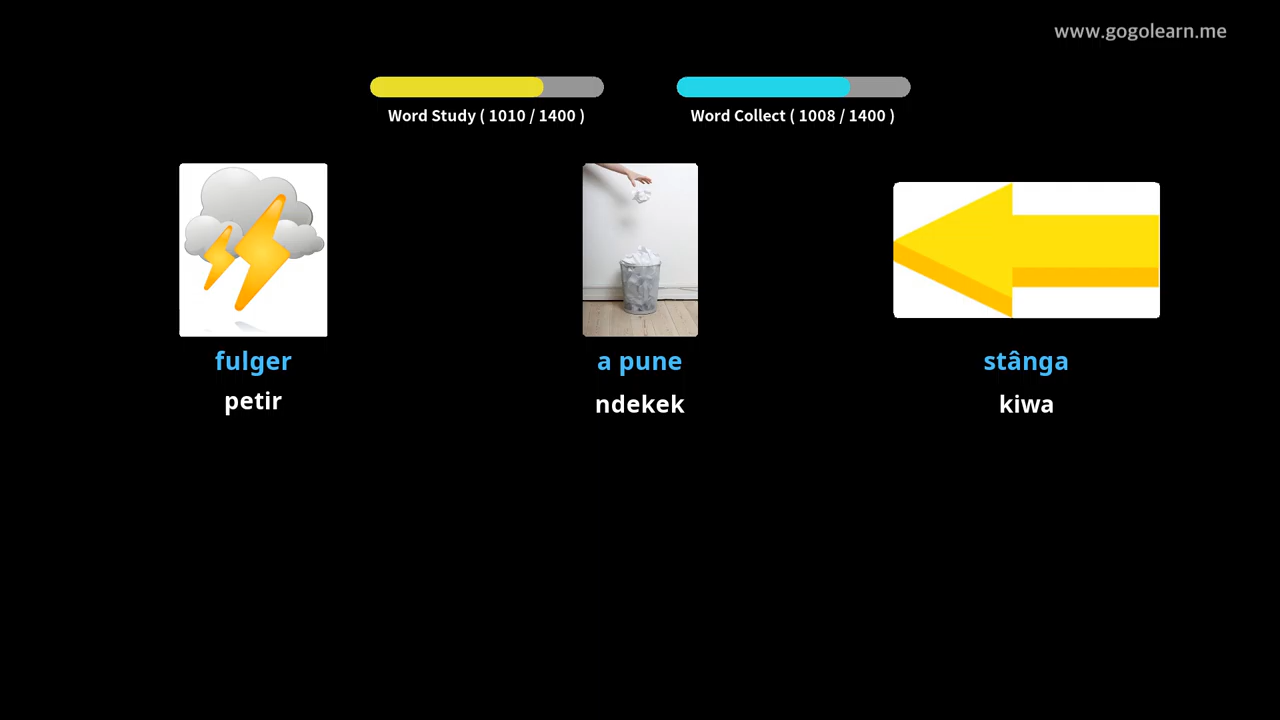 www.gogolearn.me
Word Study ( 1010 / 1400 )
Word Collect ( 1008 / 1400 )
fulger
petir
a pune
ndekek
stânga
kiwa